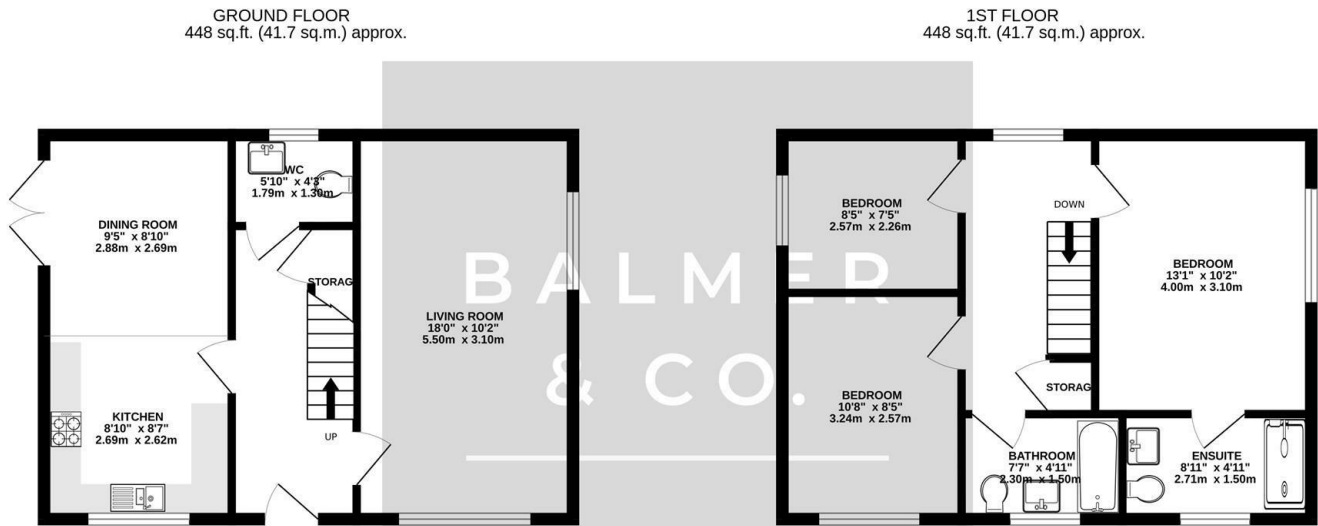 GROUND FLOOR
448 sq.ft. (41.7 sq.m.) approx.
WC
5'10" x 4'3"
1.79m x 1.30m
DINING ROOM
9'5" x 8'10"
2.88m x 2.69m
STORAG
LIVING ROOM
18'0" x 10'2"
5.50m x 3.10m
KITCHEN
8'10" x 8'7"
2.69m x 2.62m
UP
BALMER
& CO.
1ST FLOOR
448 sq.ft. (41.7 sq.m.) approx.
BEDROOM
8'5" x 7'5"
2.57m x 2.26m
DOWN
BEDROOM
13'1" x 10'2"
4.00m x 3.10m
BEDROOM
10'8" x 8'5"
3.24m x 2.57m
STORAG
BATHROOM
7'7" x 4'11"
2.30m x 1.50m
ENSUITE
8'11" x 4'11"
2.71m x 1.50m